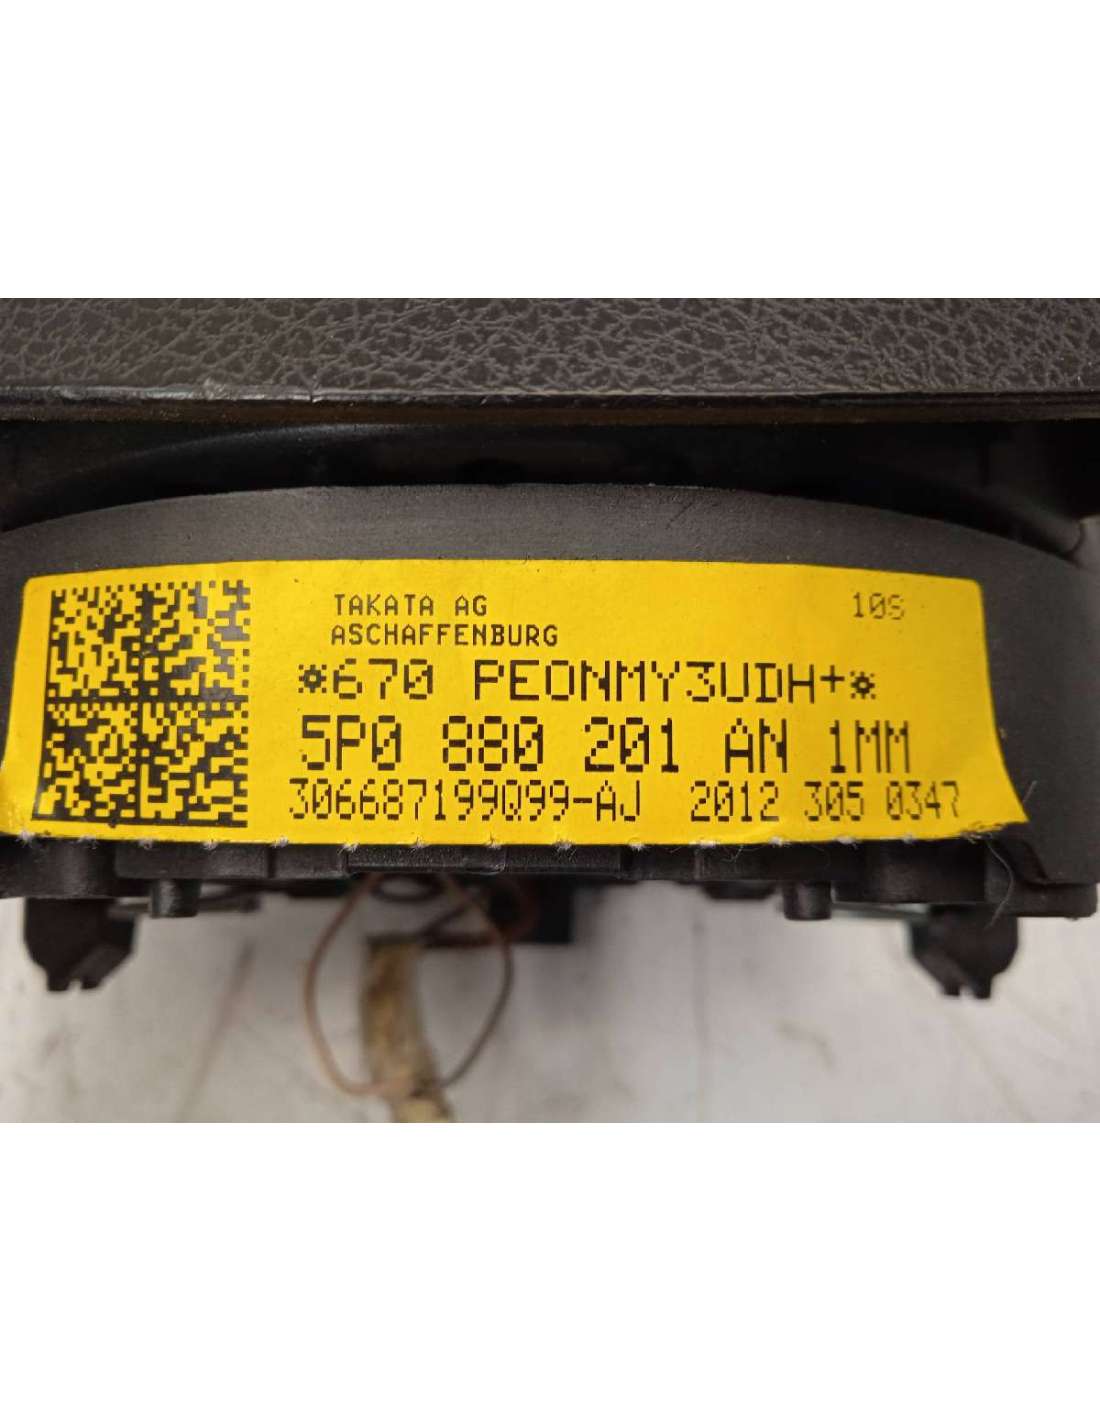 TAKATA AG 10S
ASCHAFFENBURG
*670 PEONMY3UDH+*
5P0 880 201 AN 1MM
306687199Q99-AJ 2012 305 0347